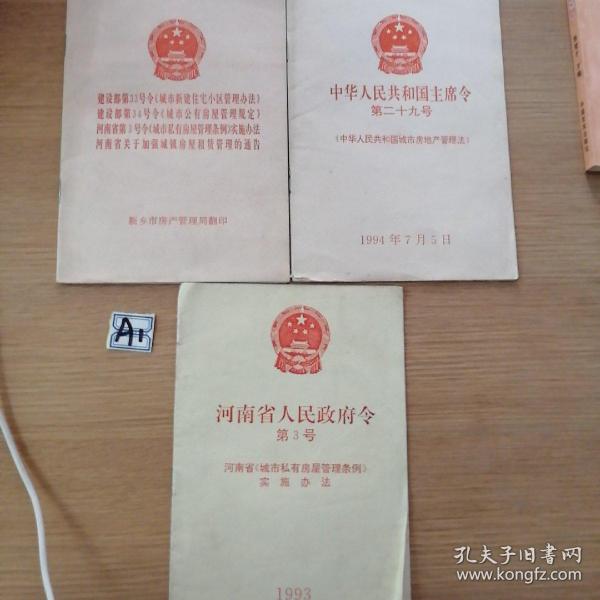 建设部第33号令《城市新建住宅小区管理办法》
建设部第34号令《城市公有房屋管理规定》
河南省第3号令《城市私有房屋管理条例》实施办法
河南省关于加强城镇房屋租赁管理的通告
新乡市房产管理局翻印
中华人民共和国主席令
第二十九号
《中华人民共和国城市房地产管理法》
1994年7月5日
A1
河南省人民政府令
第3号
河南省《城市私有房屋管理条例》
实施办法
1993
孔夫子旧书网
www.kongfz.com